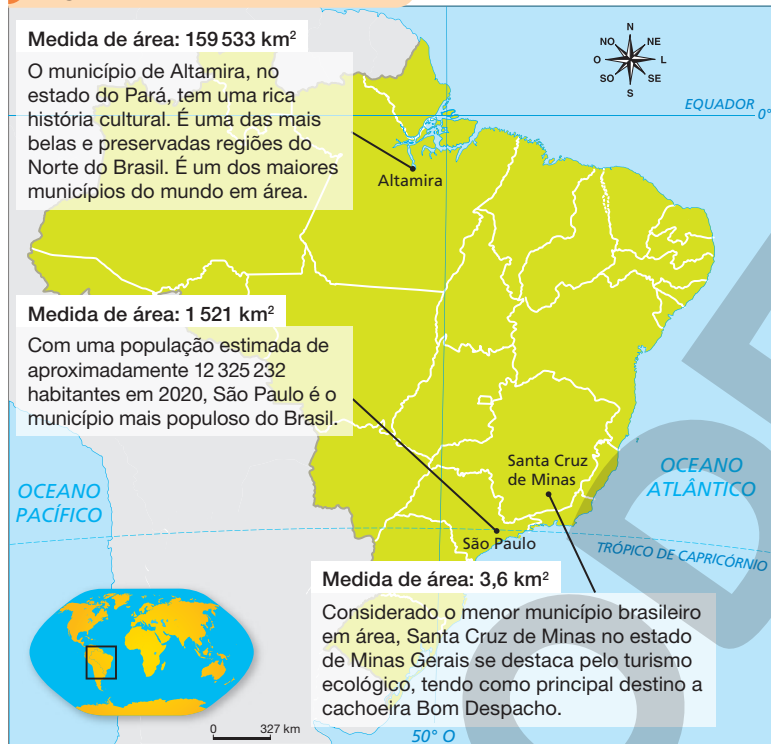 Medida de área: 159 533 km²
O município de Altamira, no
estado do Pará, tem uma rica
história cultural. É uma das mais
belas e preservadas regiões do
Norte do Brasil. É um dos maiores
municípios do mundo em área.
N
NO NE
O L
SO SE
S
EQUADOR 0°
Altamira
Medida de área: 1 521 km²
Com uma população estimada de
aproximadamente 12 325 232
habitantes em 2020, São Paulo é o
município mais populoso do Brasil.
Santa Cruz
de Minas
OCEANO
ATLÂNTICO
OCEANO
PACÍFICO
São Paulo
TRÓPICO DE CAPRICÓRNIO
Medida de área: 3,6 km²
Considerado o menor município brasileiro
em área, Santa Cruz de Minas no estado
de Minas Gerais se destaca pelo turismo
ecológico, tendo como principal destino a
cachoeira Bom Despacho.
0 327 km
50° O